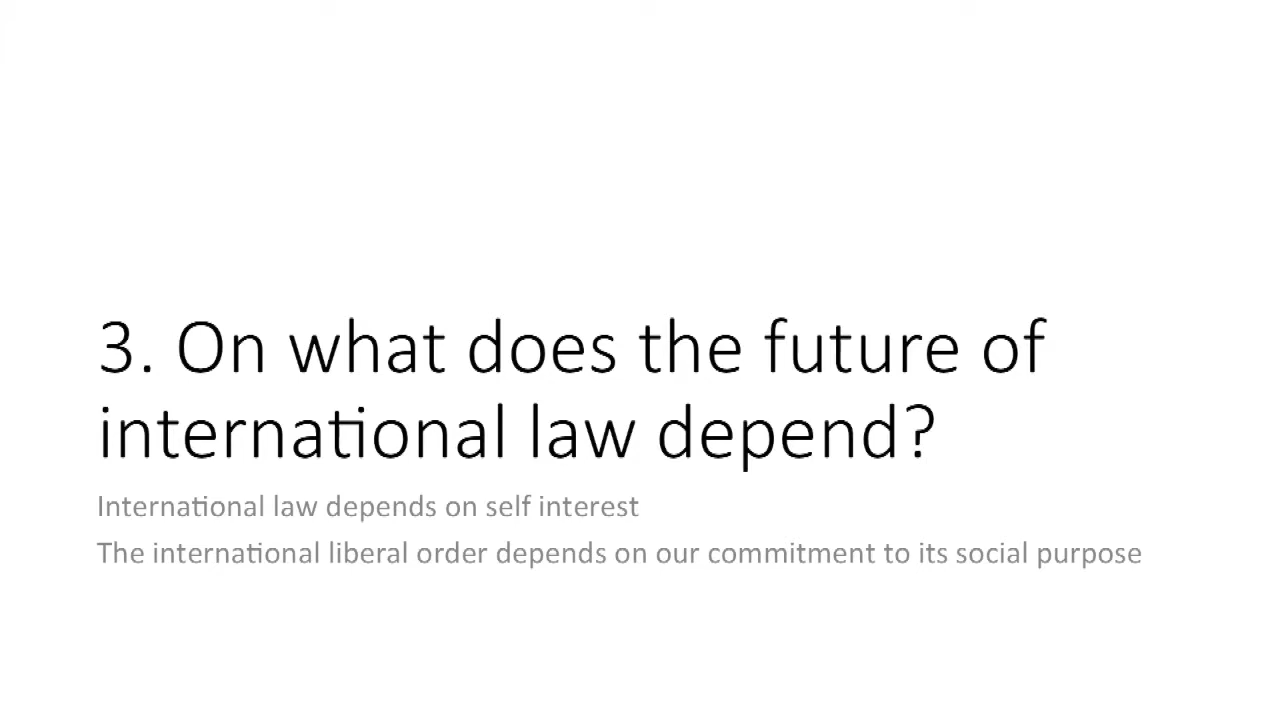 3. On what does the future of
international law depend?
International law depends on self interest
The international liberal order depends on our commitment to its social purpose